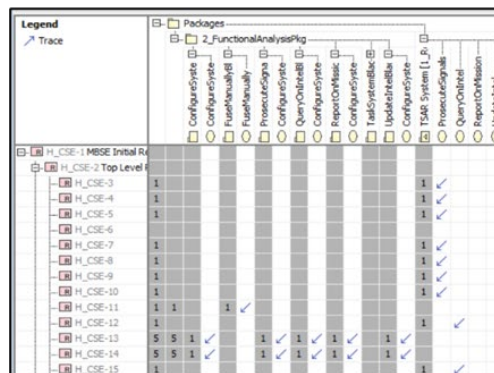 Legend
Trace
Packages
2_FunctionalAnalysisPkg
ConfigureSyste
ConfigureSyste
FuseManuallyBl
FuseManually
ProsecuteSigna
ConfigureSyste
QueryOnIntelBl
ConfigureSyste
ReportOnMissic
ConfigureSyste
TaskSystemBlac
UpdateIntelBlac
ConfigureSyste
TSAR System [1_R
ProsecuteSignals
QueryOnIntel
ReportOnMission
H_CSE-1 MBSE Initial Re
H_CSE-2 Top Level F
H_CSE-3 1 1
H_CSE-4 1 1
H_CSE-5 1 1
H_CSE-6
H_CSE-7 1 1
H_CSE-8 1 1
H_CSE-9 1 1
H_CSE-10 1 1
H_CSE-11 1 1 1
H_CSE-12 1 1
H_CSE-13 5 5 1 1 1 1 1
H_CSE-14 5 5 1 1 1 1 1
H_CSE-15 1 1